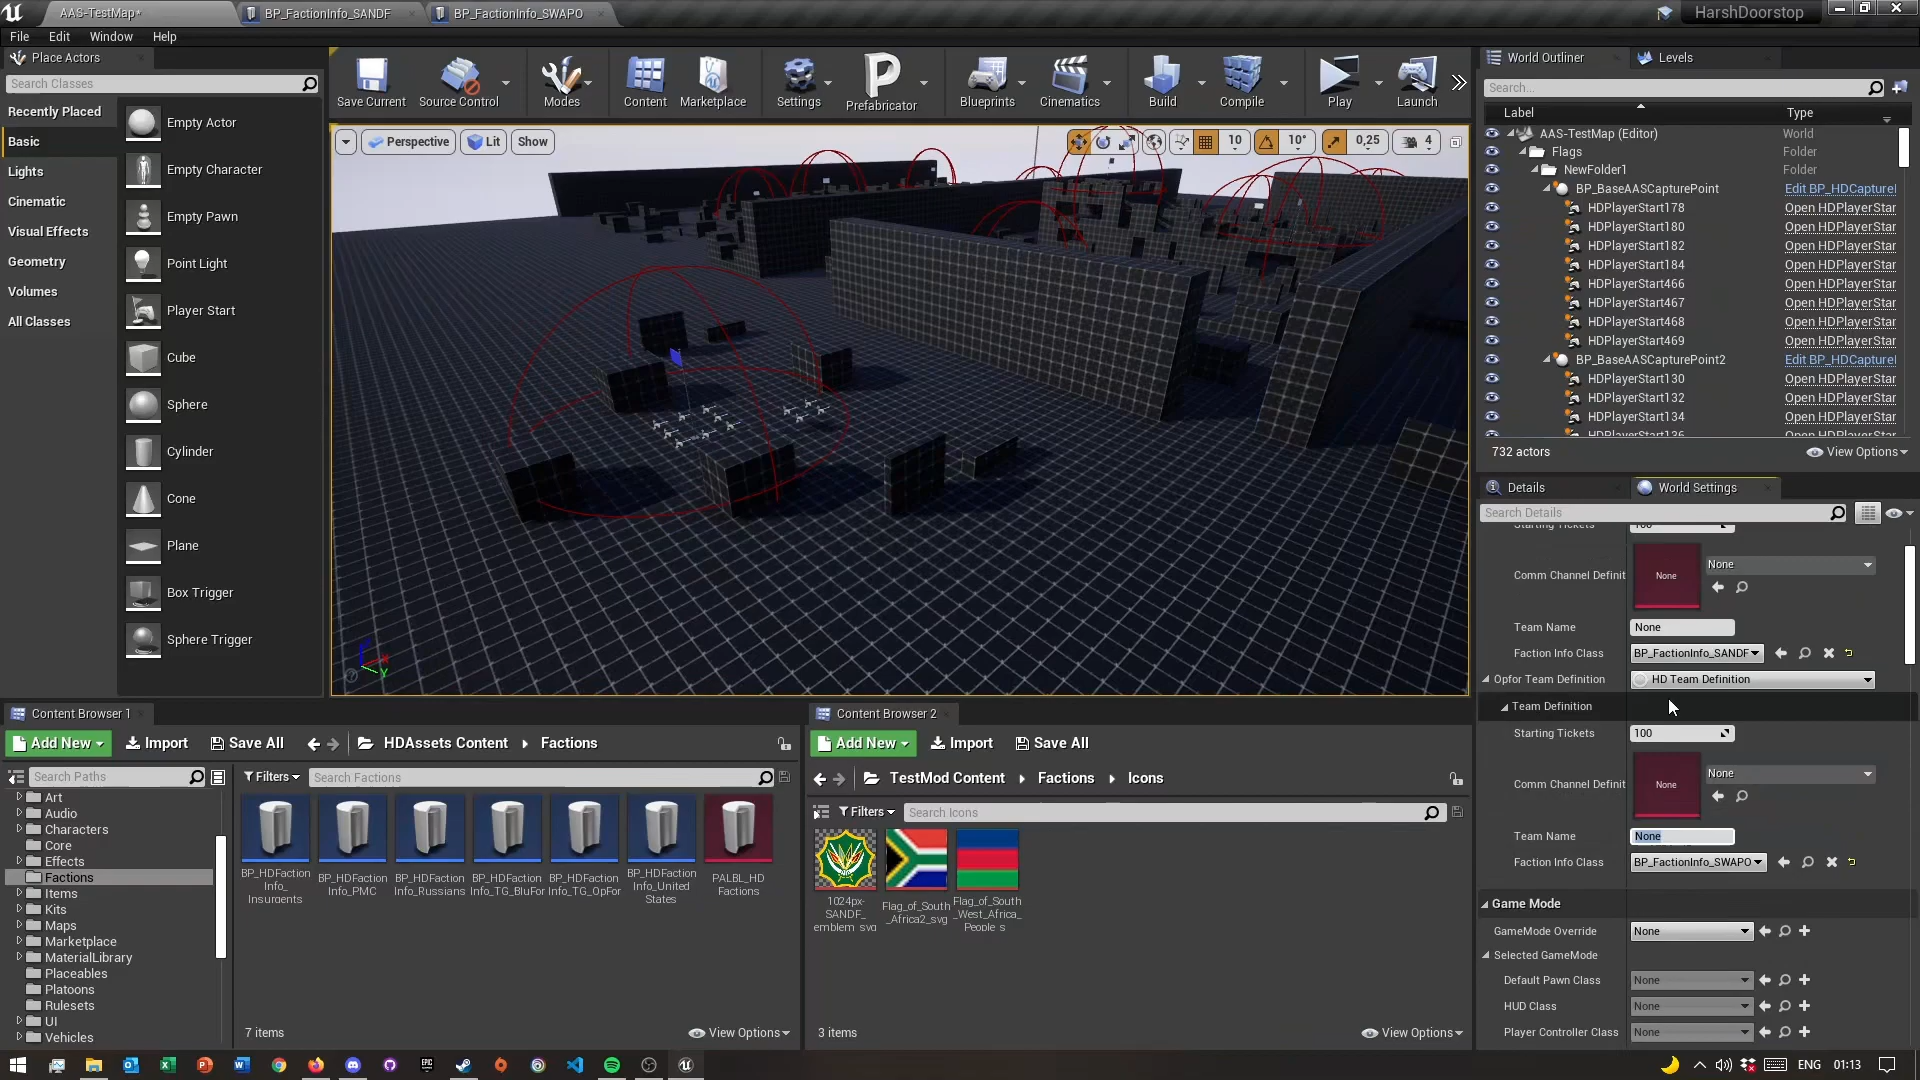 AAS-TestMap*
BP_FactionInfo_SANDF
BP_FactionInfo_SWAPO
HarshDoorstop
File Edit Window Help
Place Actors
Search Classes
Recently Placed
Basic
Lights
Cinematic
Visual Effects
Geometry
Volumes
All Classes
Empty Actor
Empty Character
Empty Pawn
Point Light
Player Start
Cube
Sphere
Cylinder
Cone
Plane
Box Trigger
Sphere Trigger
Save Current
Source Control
Modes
Content
Marketplace
Settings
Prefabricator
Blueprints
Cinematics
Build
Compile
Play
Launch
Perspective
Lit
Show
10
10°
0,25
4
X
Y
World Outliner
Levels
Search...
Label Type
AAS-TestMap (Editor) World
Flags Folder
NewFolder1 Folder
BP_BaseAASCapturePoint Edit BP_HDCaptureI
HDPlayerStart178 Open HDPlayerStar
HDPlayerStart180 Open HDPlayerStar
HDPlayerStart182 Open HDPlayerStar
HDPlayerStart184 Open HDPlayerStar
HDPlayerStart466 Open HDPlayerStar
HDPlayerStart467 Open HDPlayerStar
HDPlayerStart468 Open HDPlayerStar
HDPlayerStart469 Open HDPlayerStar
BP_BaseAASCapturePoint2 Edit BP_HDCaptureI
HDPlayerStart130 Open HDPlayerStar
HDPlayerStart132 Open HDPlayerStar
HDPlayerStart134 Open HDPlayerStar
HDPlayerStart136 Open HDPlayerStar
732 actors
View Options
Details
World Settings
Search Details
Starting Tickets 100
Comm Channel Definit None None
Team Name None
Faction Info Class BP_FactionInfo_SANDF
Opfor Team Definition HD Team Definition
Team Definition
Starting Tickets 100
Comm Channel Definit None None
Team Name None
Faction Info Class BP_FactionInfo_SWAPO
Game Mode
GameMode Override None
Selected GameMode
Default Pawn Class None
HUD Class None
Player Controller Class None
Content Browser 1
Add New Import Save All
HDAssets Content Factions
Search Paths
Filters
Search Factions
Art
Audio
Characters
Core
Effects
Factions
Items
Kits
Maps
Marketplace
MaterialLibrary
Placeables
Platoons
Rulesets
UI
Vehicles
BP_HDFaction
Info_
Insurgents
BP_HDFaction
Info_PMC
BP_HDFaction
Info_Russians
BP_HDFaction
Info_TG_BluFor
BP_HDFaction
Info_TG_OpFor
BP_HDFaction
Info_United
States
PALBL_HD
Factions
7 items
View Options
Content Browser 2
Add New Import Save All
TestMod Content Factions Icons
Filters
Search Icons
1024px-
SANDF_
emblem_svg
Flag_of_South
_Africa2_svg
Flag_of_South
_West_Africa_
People_s
3 items
View Options
ENG 01:13